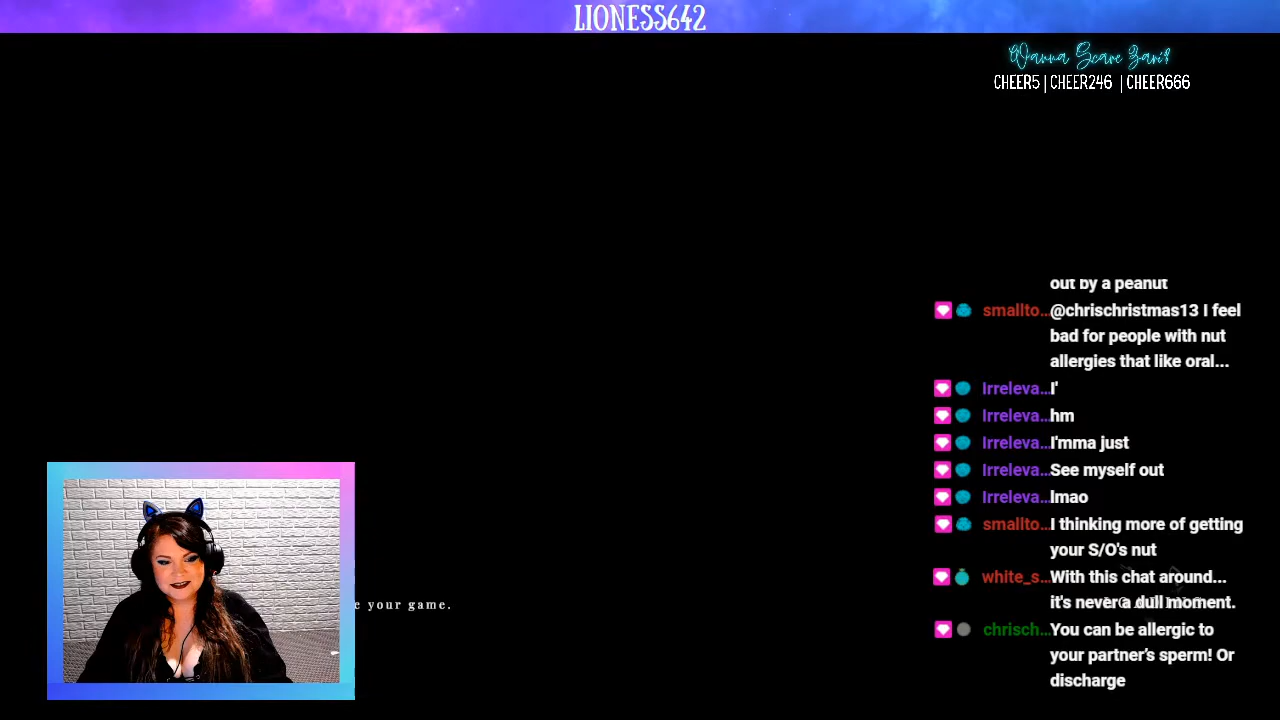 LIONESS642
Wanna Scare Zari?
CHEER5 | CHEER246 | CHEER666
out by a peanut
smallto... @chrischristmas13 I feel
bad for people with nut
allergies that like oral...
Irreleva... I'
Irreleva... hm
Irreleva... I'mma just
Irreleva... See myself out
Irreleva... lmao
smallto... I thinking more of getting
your S/O's nut
white_s... With this chat around...
it's never a dull moment.
chrisch... You can be allergic to
your partner's sperm! Or
discharge
e your game.